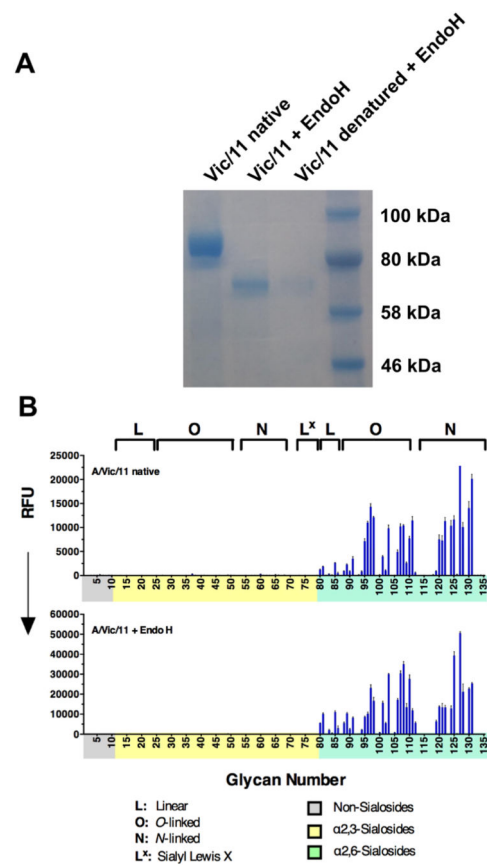 A
Vic/11 native
Vic/11 + EndoH
Vic/11 denatured + EndoH
100 kDa
80 kDa
58 kDa
46 kDa
B
L O N Lx L O N
RFU
25000
20000
15000
10000
5000
0
A/Vic/11 native
5 10 15 20 25 30 35 40 45 50 55 60 65 70 75 80 85 90 95 100 105 110 115 120 125 130 135
60000
50000
40000
30000
20000
10000
0
A/Vic/11 + Endo H
5 10 15 20 25 30 35 40 45 50 55 60 65 70 75 80 85 90 95 100 105 110 115 120 125 130 135
Glycan Number
L: Linear
O: O-linked
N: N-linked
Lx: Sialyl Lewis X
Non-Sialosides
α2,3-Sialosides
α2,6-Sialosides